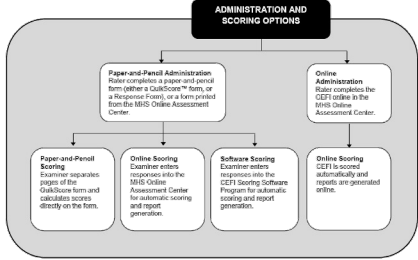 ADMINISTRATION AND
SCORING OPTIONS
Paper-and-Pencil Administration
Rater completes a paper-and-pencil
form (either a QuikScore™ form, or
a Response Form), or a form printed
from the MHS Online Assessment
Center.
Online
Administration
Rater completes the
CEFI online in the
MHS Online
Assessment Center.
Paper-and-Pencil
Scoring
Examiner separates
pages of the
QuikScore form and
calculates scores
directly on the form.
Online Scoring
Examiner enters
responses into the
MHS Online
Assessment Center
for automatic scoring
and report
generation.
Software Scoring
Examiner enters
responses into the
CEFI Scoring Software
Program for automatic
scoring and report
generation.
Online Scoring
CEFI is scored
automatically and
reports are generated
online.